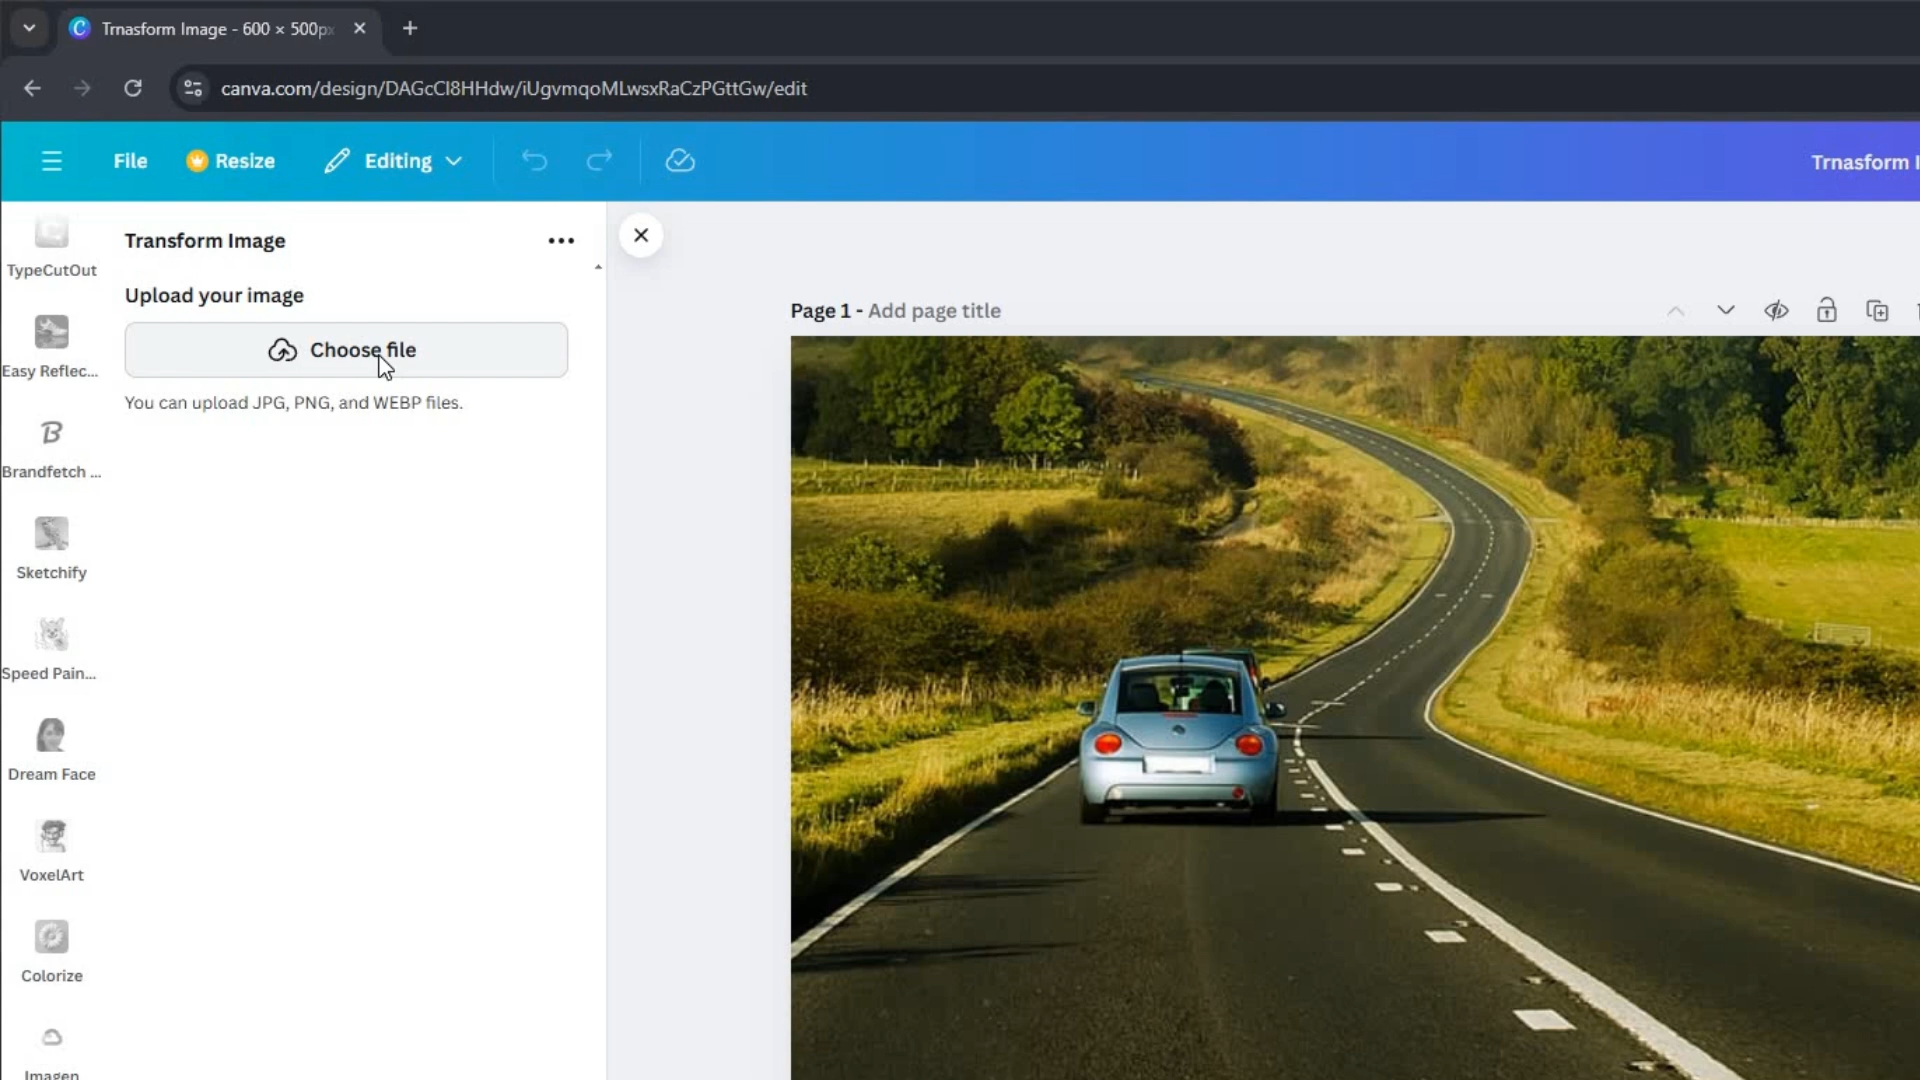 Trnasform Image - 600 × 500px
canva.com/design/DAGcCI8HHdw/iUgvmqoMLwsxRaCzPGttGw/edit
File
Resize
Editing
Trnasform I
TypeCutOut
Easy Reflec...
Brandfetch ...
Sketchify
Speed Pain...
Dream Face
VoxelArt
Colorize
Imagen
Transform Image
Upload your image
Choose file
You can upload JPG, PNG, and WEBP files.
Page 1 - Add page title